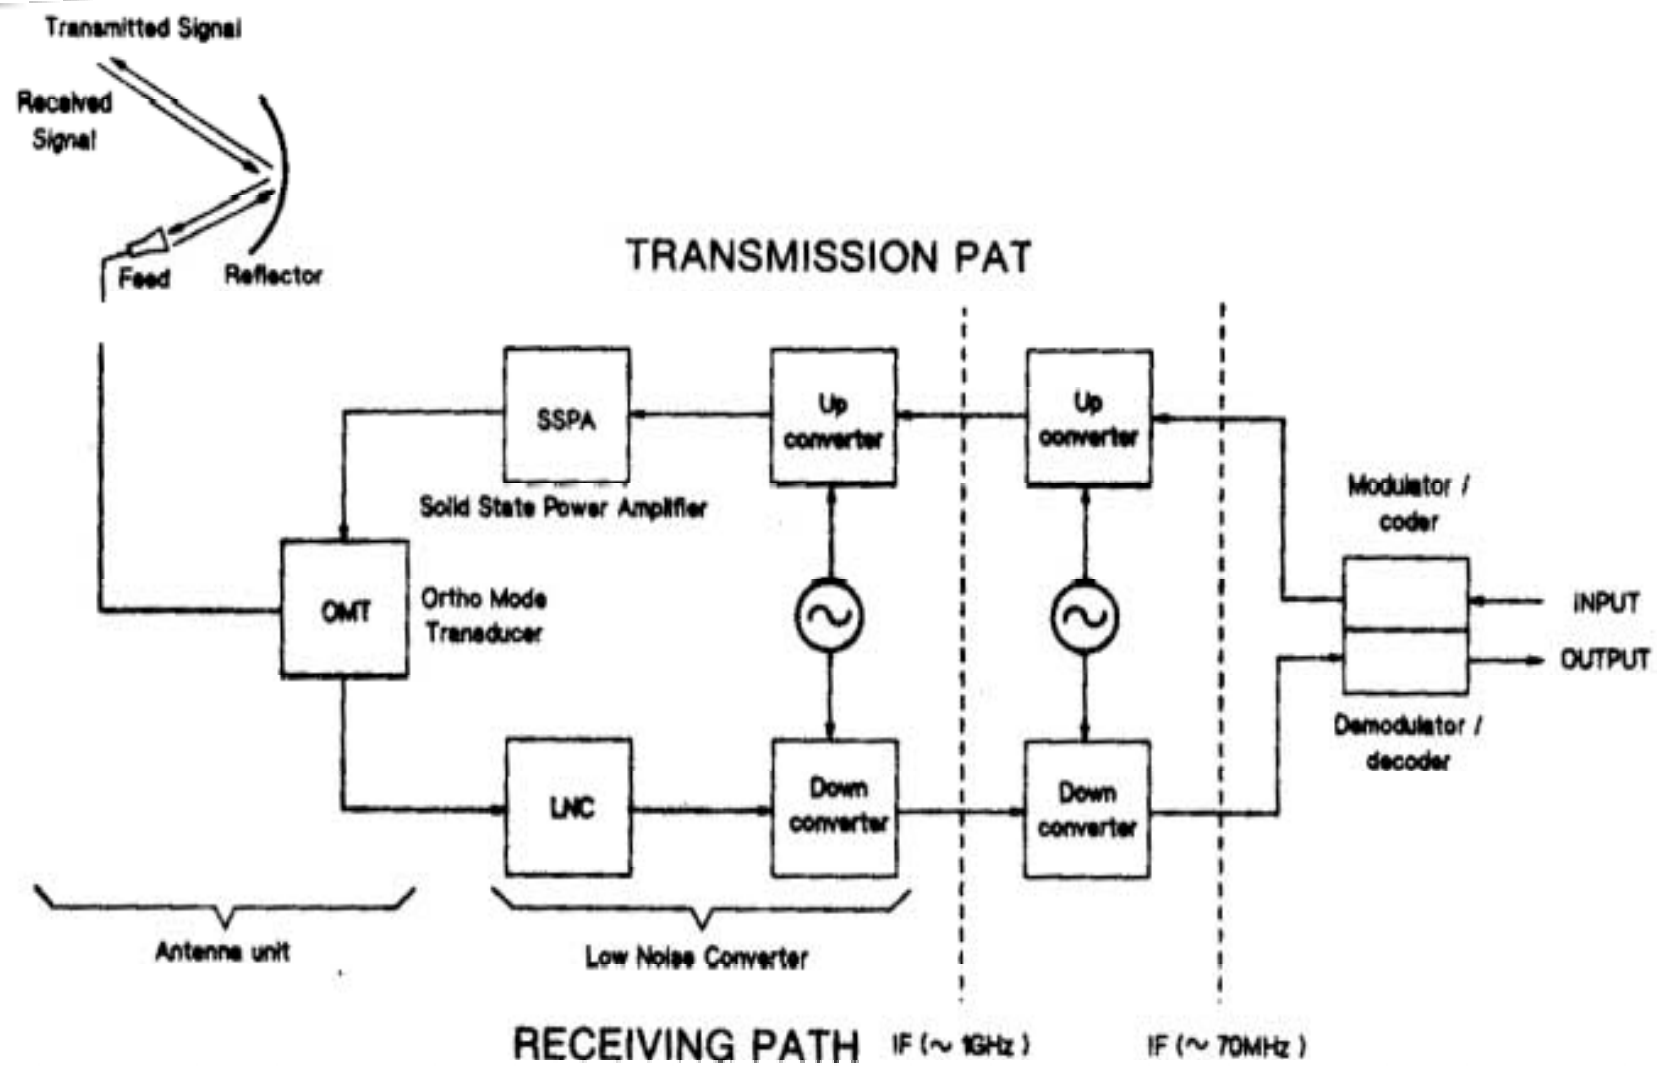 Transmitted Signal
Received
Signal
Feed
Reflector
TRANSMISSION PAT
SSPA
Up
converter
Up
converter
Solid State Power Amplifier
Modulator /
coder
OMT
Ortho Mode
Transducer
INPUT
OUTPUT
Demodulator /
decoder
LNC
Down
converter
Down
converter
Antenna unit
Low Noise Converter
RECEIVING PATH
IF (~ 1GHz )
IF (~ 70MHz )